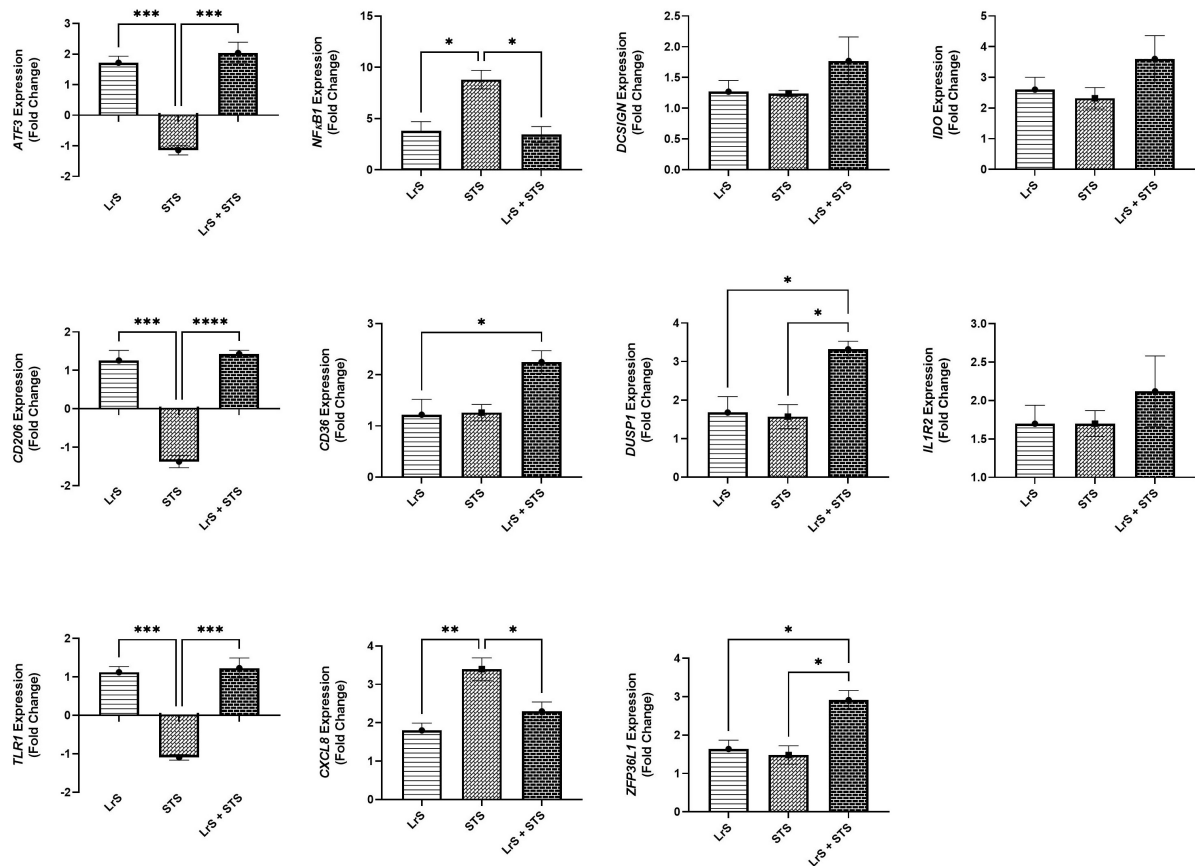 ATF3 Expression
(Fold Change)
3
2
1
0
-1
-2
*** ***
LrS
STS
LrS + STS
NFκB1 Expression
(Fold Change)
15
10
5
0
* *
LrS
STS
LrS + STS
DCSIGN Expression
(Fold Change)
2.5
2.0
1.5
1.0
0.5
0.0
LrS
STS
LrS + STS
IDO Expression
(Fold Change)
5
4
3
2
1
0
LrS
STS
LrS + STS
CD206 Expression
(Fold Change)
2
1
0
-1
-2
*** ****
LrS
STS
LrS + STS
CD36 Expression
(Fold Change)
3
2
1
0
*
LrS
STS
LrS + STS
DUSP1 Expression
(Fold Change)
4
3
2
1
0
*
*
LrS
STS
LrS + STS
IL1R2 Expression
(Fold Change)
3.0
2.5
2.0
1.5
1.0
LrS
STS
LrS + STS
TLR1 Expression
(Fold Change)
2
1
0
-1
-2
*** ***
LrS
STS
LrS + STS
CXCL8 Expression
(Fold Change)
4
3
2
1
0
** *
LrS
STS
LrS + STS
ZFP36L1 Expression
(Fold Change)
4
3
2
1
0
*
*
LrS
STS
LrS + STS